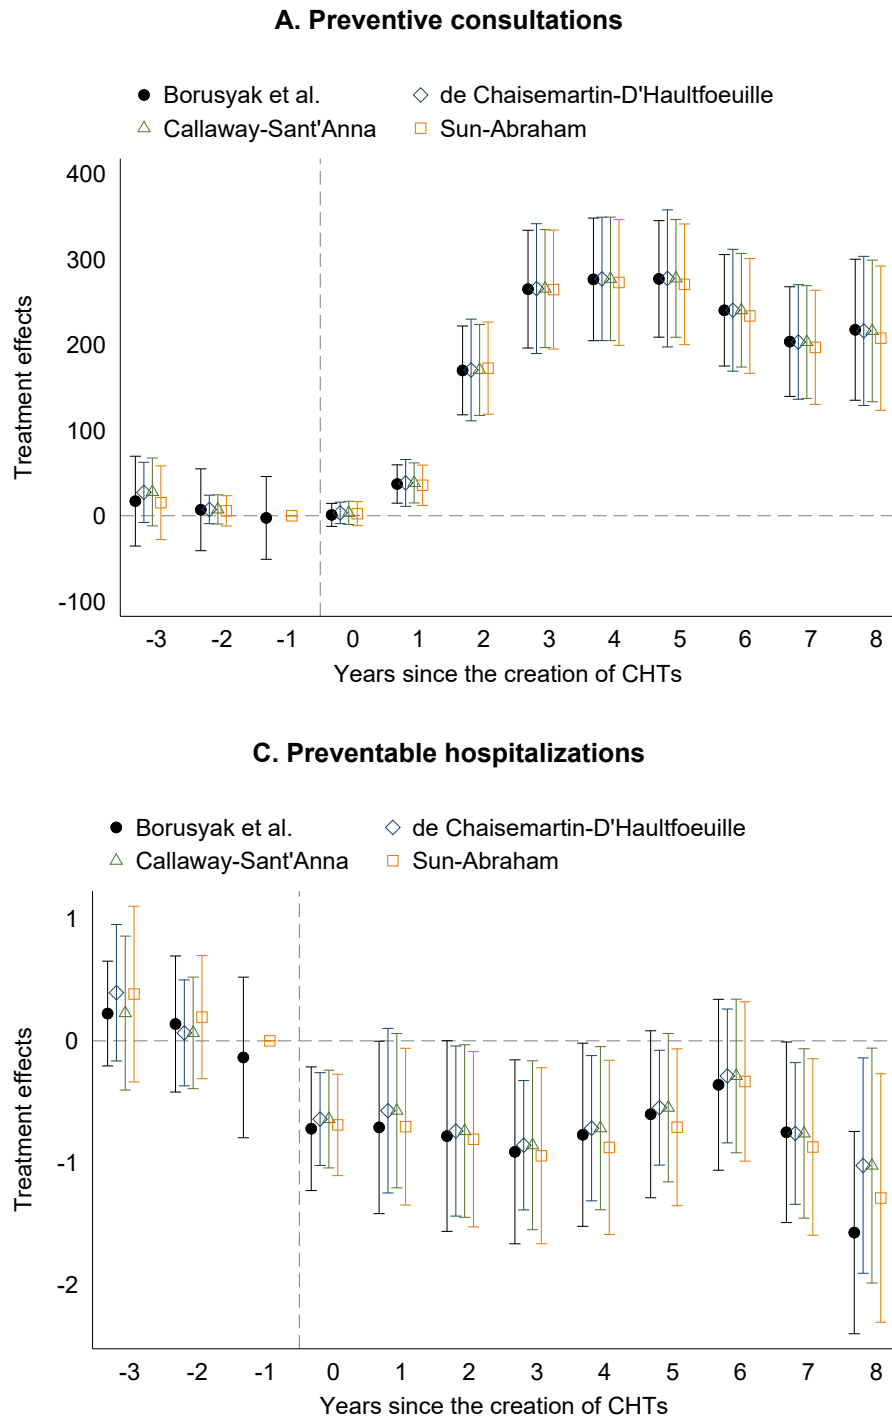 A. Preventive consultations
Borusyak et al. de Chaisemartin-D'Haultfoeuille
Callaway-Sant'Anna Sun-Abraham
400
300
200
100
0
-100
Treatment effects
-3 -2 -1 0 1 2 3 4 5 6 7 8
Years since the creation of CHTs
C. Preventable hospitalizations
Borusyak et al. de Chaisemartin-D'Haultfoeuille
Callaway-Sant'Anna Sun-Abraham
1
0
-1
-2
Treatment effects
-3 -2 -1 0 1 2 3 4 5 6 7 8
Years since the creation of CHTs